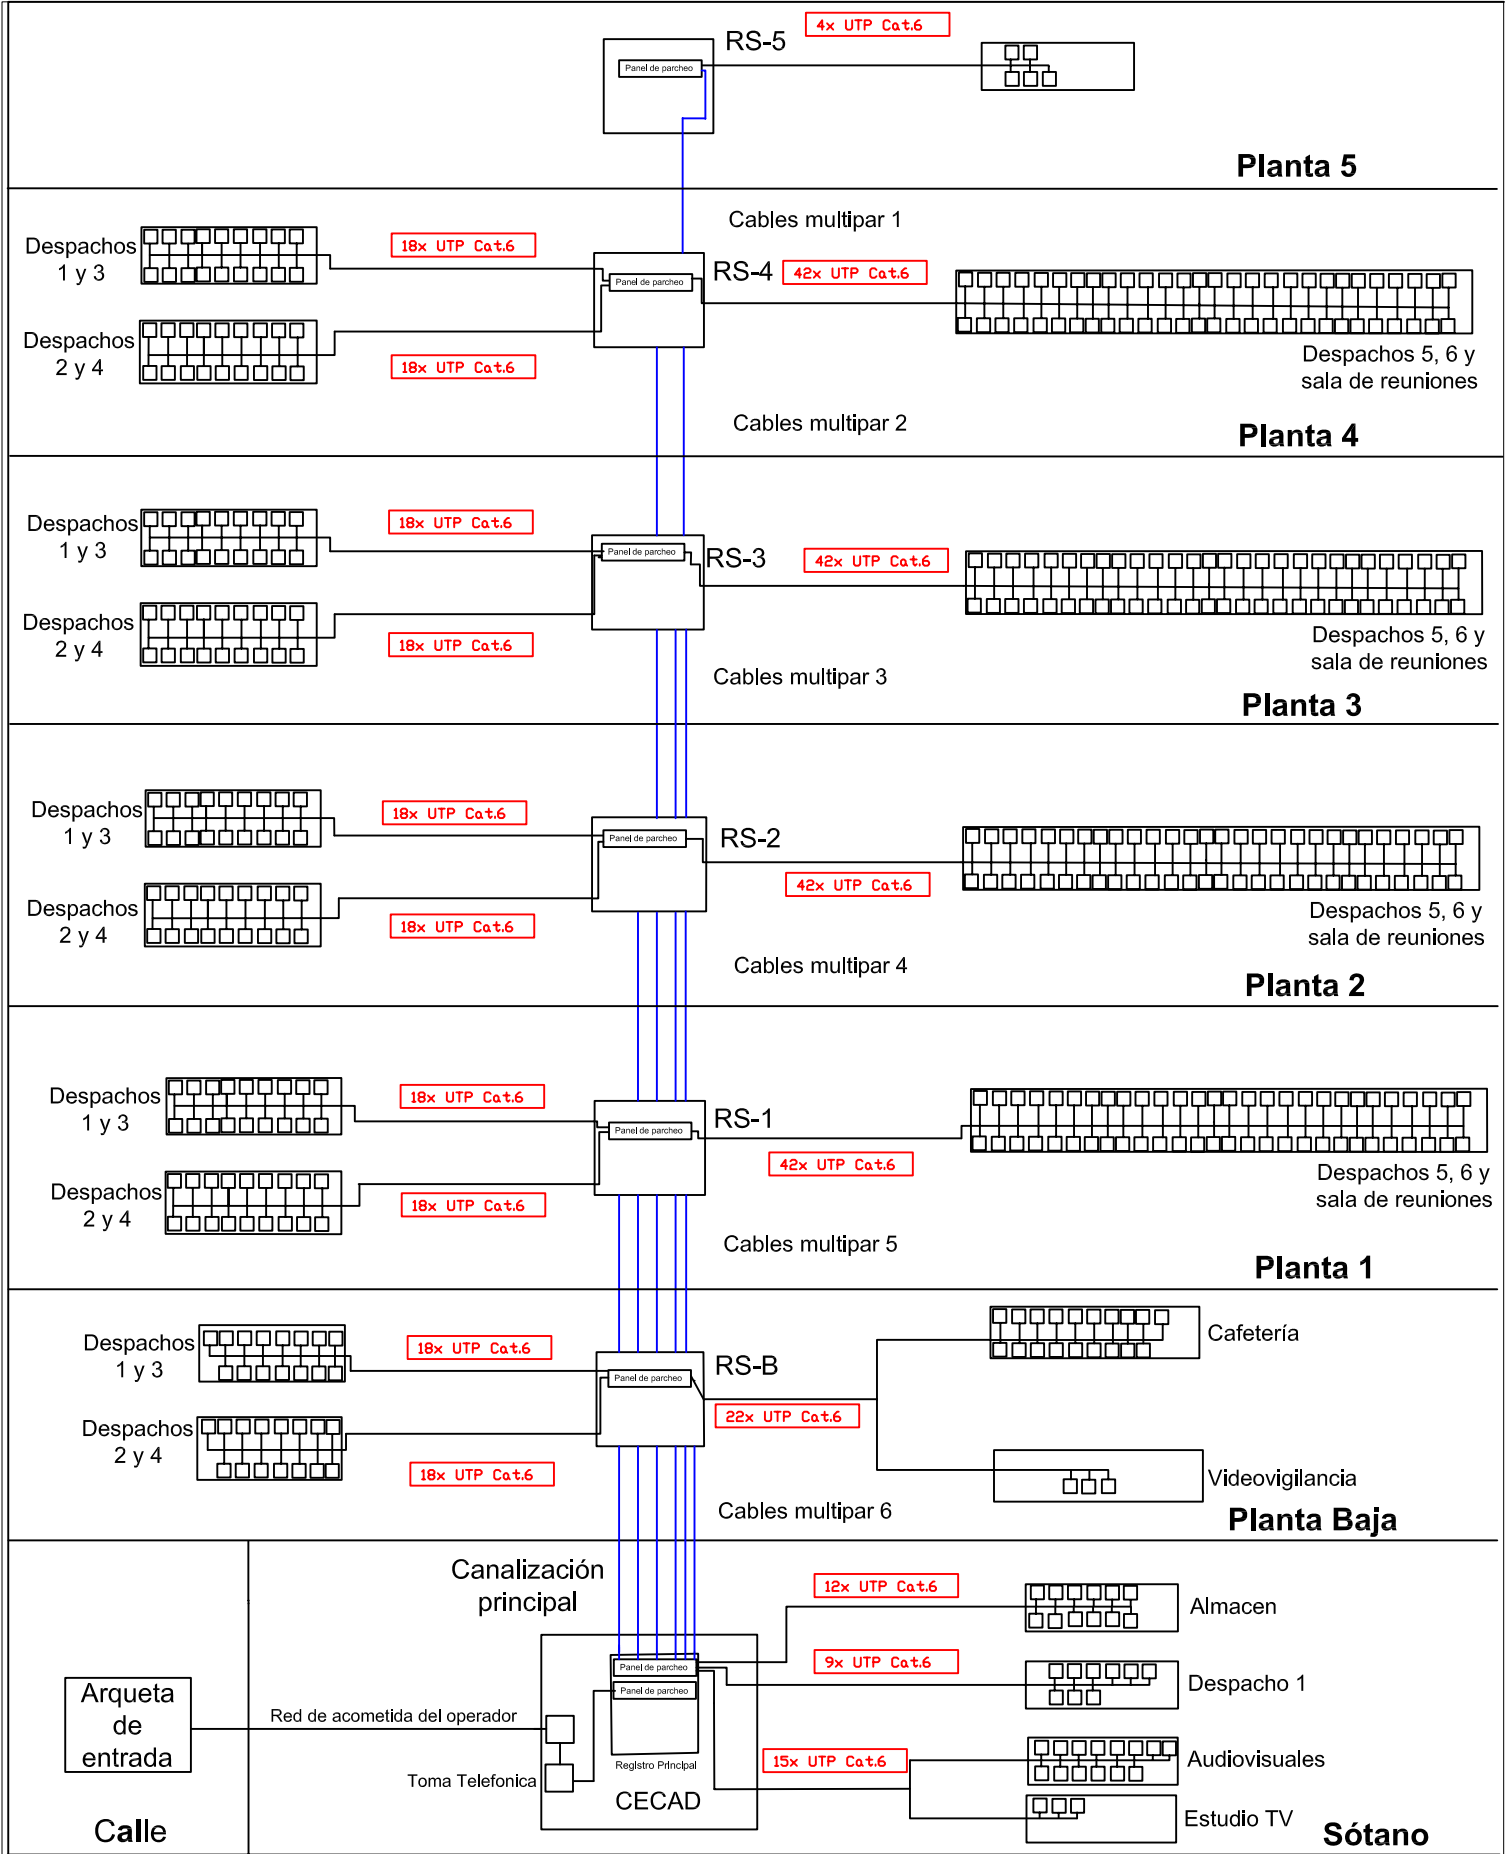 4x UTP Cat.6
RS-5
Panel de parcheo
Planta 5
Cables multipar 1
Despachos
1 y 3
18x UTP Cat.6
RS-4
42x UTP Cat.6
Panel de parcheo
Despachos
2 y 4
18x UTP Cat.6
Despachos 5, 6 y
sala de reuniones
Cables multipar 2
Planta 4
Despachos
1 y 3
18x UTP Cat.6
Panel de parcheo
RS-3
42x UTP Cat.6
Despachos
2 y 4
18x UTP Cat.6
Despachos 5, 6 y
sala de reuniones
Cables multipar 3
Planta 3
Despachos
1 y 3
18x UTP Cat.6
Panel de parcheo
RS-2
42x UTP Cat.6
Despachos
2 y 4
18x UTP Cat.6
Despachos 5, 6 y
sala de reuniones
Cables multipar 4
Planta 2
Despachos
1 y 3
18x UTP Cat.6
Panel de parcheo
RS-1
42x UTP Cat.6
Despachos
2 y 4
18x UTP Cat.6
Despachos 5, 6 y
sala de reuniones
Cables multipar 5
Planta 1
Despachos
1 y 3
18x UTP Cat.6
Panel de parcheo
RS-B
22x UTP Cat.6
Cafetería
Despachos
2 y 4
18x UTP Cat.6
Videovigilancia
Cables multipar 6
Planta Baja
Canalización
principal
12x UTP Cat.6
Almacen
9x UTP Cat.6
Panel de parcheo
Panel de parcheo
Despacho 1
Arqueta
de
entrada
Red de acometida del operador
15x UTP Cat.6
Audiovisuales
Registro Principal
Toma Telefonica
CECAD
Estudio TV
Calle
Sótano